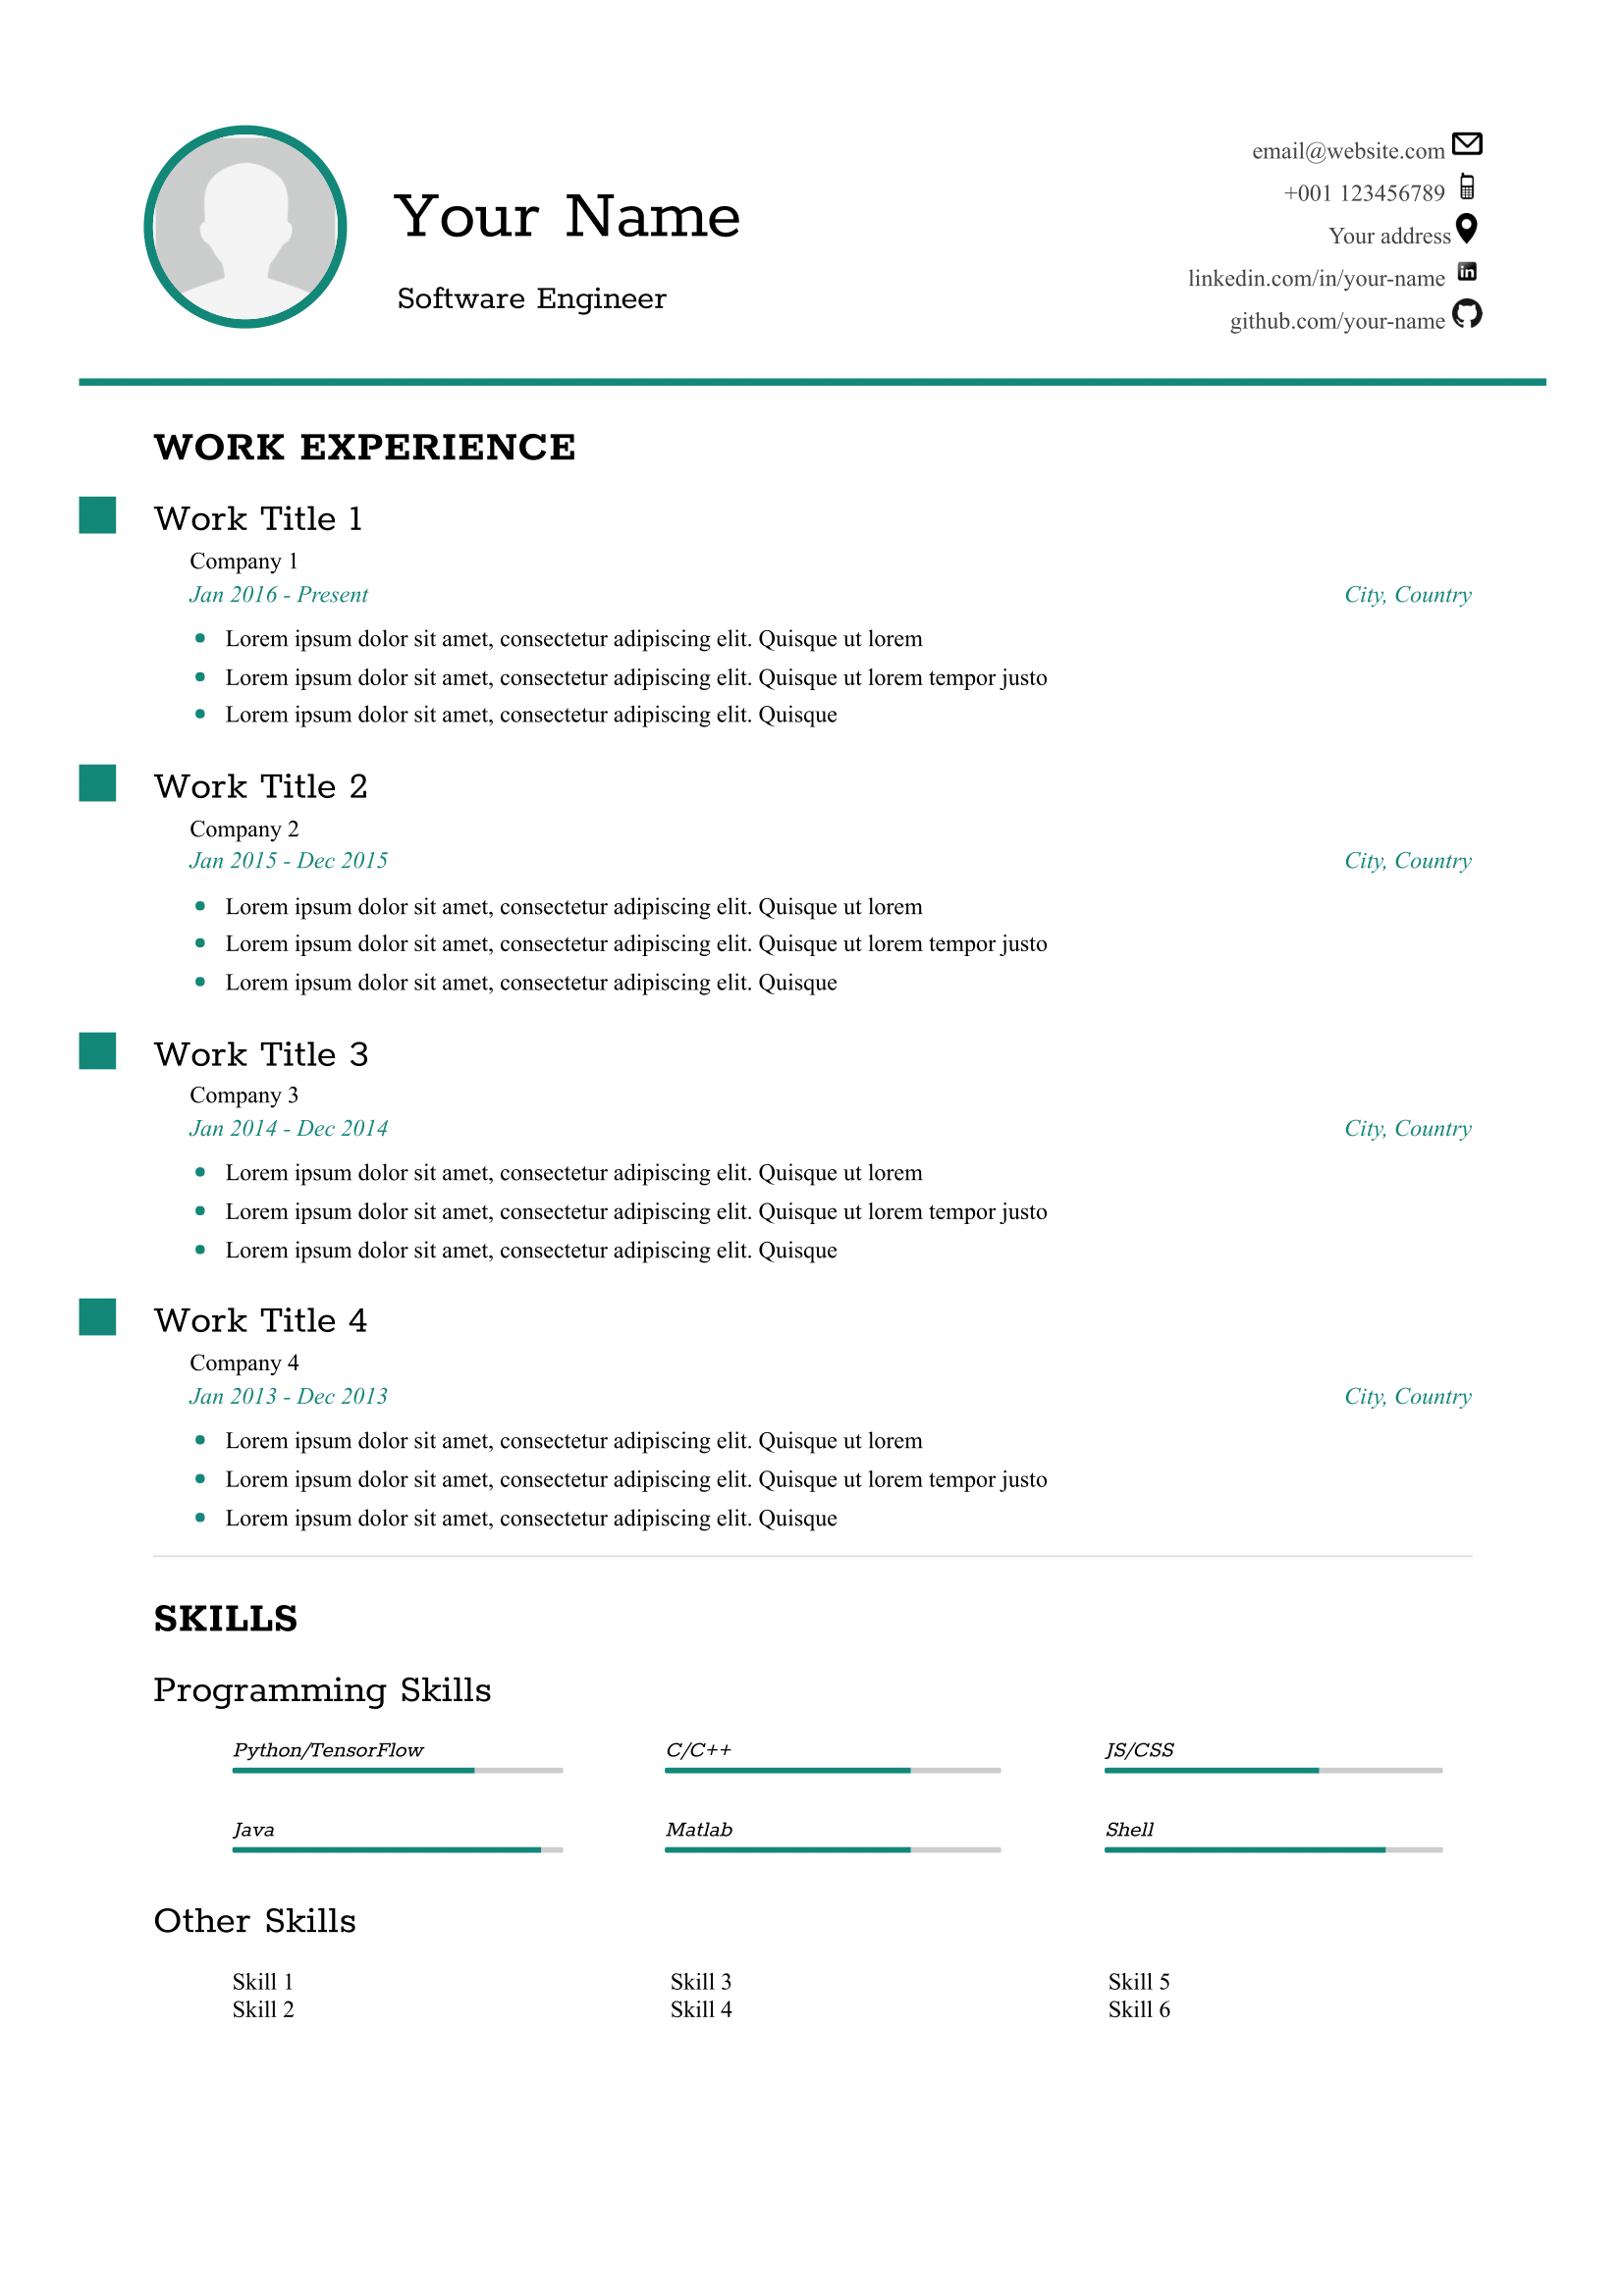 Your Name
Software Engineer
email@website.com
+001 123456789
Your address
linkedin.com/in/your-name
github.com/your-name
WORK EXPERIENCE
Work Title 1
Company 1
Jan 2016 - Present City, Country
• Lorem ipsum dolor sit amet, consectetur adipiscing elit. Quisque ut lorem
• Lorem ipsum dolor sit amet, consectetur adipiscing elit. Quisque ut lorem tempor justo
• Lorem ipsum dolor sit amet, consectetur adipiscing elit. Quisque
Work Title 2
Company 2
Jan 2015 - Dec 2015 City, Country
• Lorem ipsum dolor sit amet, consectetur adipiscing elit. Quisque ut lorem
• Lorem ipsum dolor sit amet, consectetur adipiscing elit. Quisque ut lorem tempor justo
• Lorem ipsum dolor sit amet, consectetur adipiscing elit. Quisque
Work Title 3
Company 3
Jan 2014 - Dec 2014 City, Country
• Lorem ipsum dolor sit amet, consectetur adipiscing elit. Quisque ut lorem
• Lorem ipsum dolor sit amet, consectetur adipiscing elit. Quisque ut lorem tempor justo
• Lorem ipsum dolor sit amet, consectetur adipiscing elit. Quisque
Work Title 4
Company 4
Jan 2013 - Dec 2013 City, Country
• Lorem ipsum dolor sit amet, consectetur adipiscing elit. Quisque ut lorem
• Lorem ipsum dolor sit amet, consectetur adipiscing elit. Quisque ut lorem tempor justo
• Lorem ipsum dolor sit amet, consectetur adipiscing elit. Quisque
SKILLS
Programming Skills
Python/TensorFlow C/C++ JS/CSS
Java Matlab Shell
Other Skills
Skill 1 Skill 3 Skill 5
Skill 2 Skill 4 Skill 6